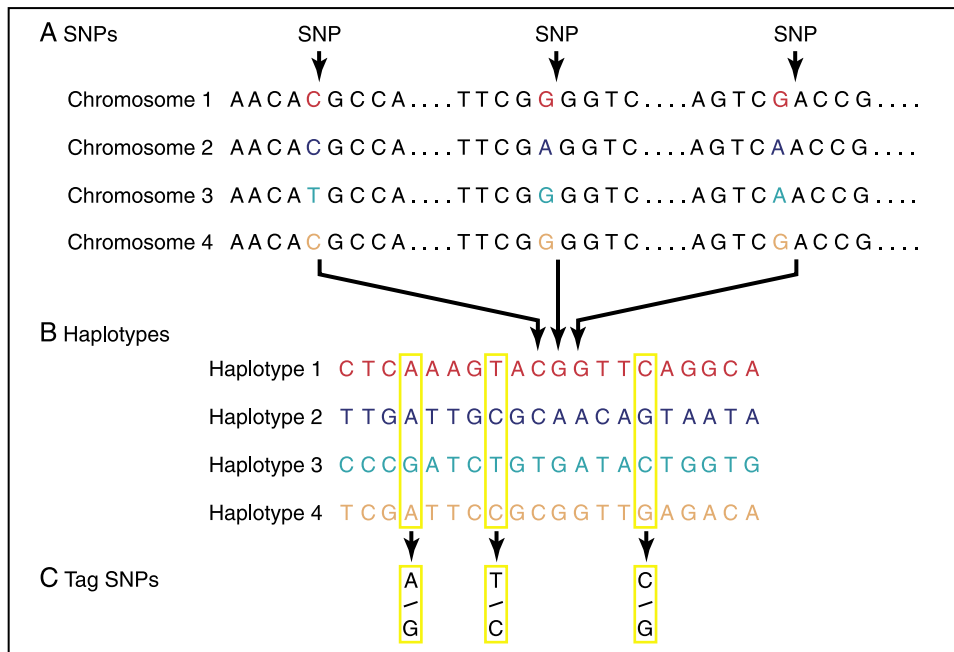 A SNPs SNP SNP SNP
Chromosome 1 AACACGCCA....TTCGGGGTC....AGTCGACCG....
Chromosome 2 AACACGCCA....TTCGAGGTC....AGTCAACCG....
Chromosome 3 AACATGCCA....TTCGGGGTC....AGTCAACCG....
Chromosome 4 AACACGCCA....TTCGGGGTC....AGTCGACCG....
B Haplotypes
Haplotype 1 CTCAAAGTACGGTTCAGGCA
Haplotype 2 TTGATTGCGCAACAGTAATA
Haplotype 3 CCCGATCTGTGATACTGGTG
Haplotype 4 TCGATTCCGCGGTTGAGACA
C Tag SNPs A T C
/ / /
G C G